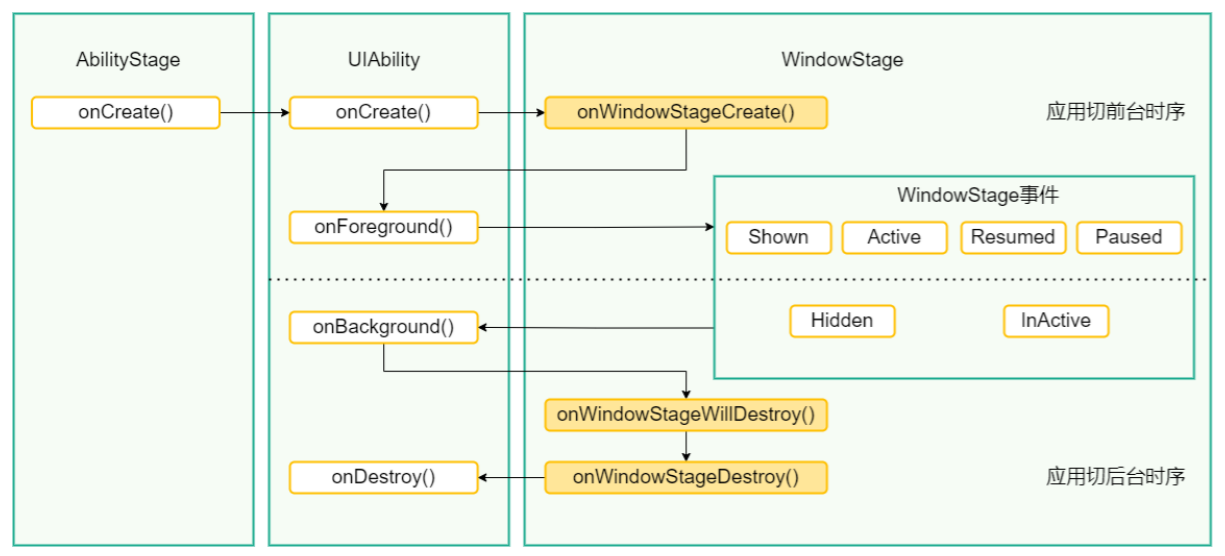 AbilityStage
UIAbility
WindowStage
onCreate()
onCreate()
onWindowStageCreate()
应用切前台时序
WindowStage事件
onForeground()
Shown
Active
Resumed
Paused
onBackground()
Hidden
InActive
onWindowStageWillDestroy()
onDestroy()
onWindowStageDestroy()
应用切后台时序